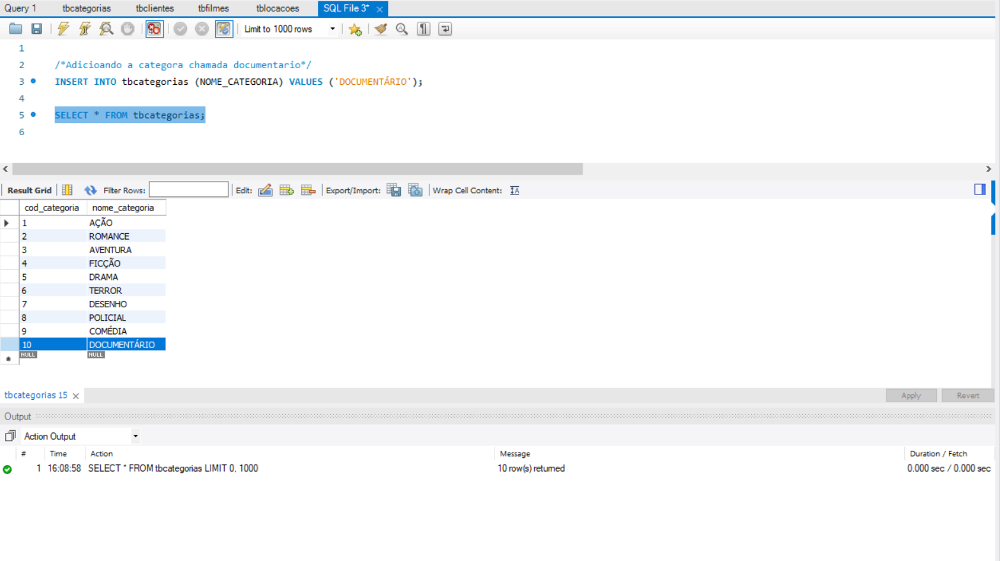 Query 1 tbcategorias tbclientes tbfilmes tblocacoes SQL File 3*
Limit to 1000 rows
1
2 /*Adicioando a categora chamada documentario*/
3 INSERT INTO tbcategorias (NOME_CATEGORIA) VALUES ('DOCUMENTÁRIO');
4
5 SELECT * FROM tbcategorias;
6
Result Grid Filter Rows: Edit: Export/Import: Wrap Cell Content: IA
cod_categoria nome_categoria
1 AÇÃO
2 ROMANCE
3 AVENTURA
4 FICÇÃO
5 DRAMA
6 TERROR
7 DESENHO
8 POLICIAL
9 COMÉDIA
10 DOCUMENTÁRIO
NULL NULL
tbcategorias 15 Apply Revert
Output
Action Output
# Time Action Message Duration / Fetch
1 16:08:58 SELECT * FROM tbcategorias LIMIT 0, 1000 10 row(s) returned 0.000 sec / 0.000 sec